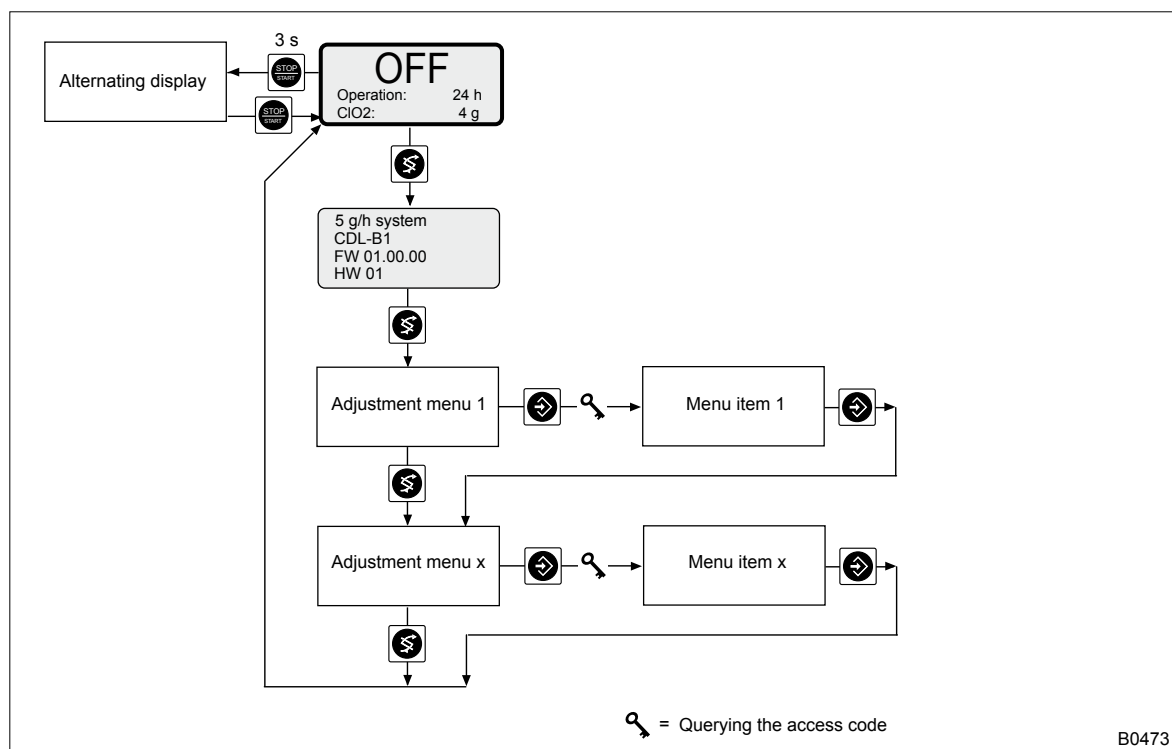 3 s
STOP
START
Alternating display
OFF
Operation: 24 h
ClO2: 4 g
STOP
START
5 g/h system
CDL-B1
FW 01.00.00
HW 01
Adjustment menu 1
Menu item 1
Adjustment menu x
Menu item x
= Querying the access code
B0473